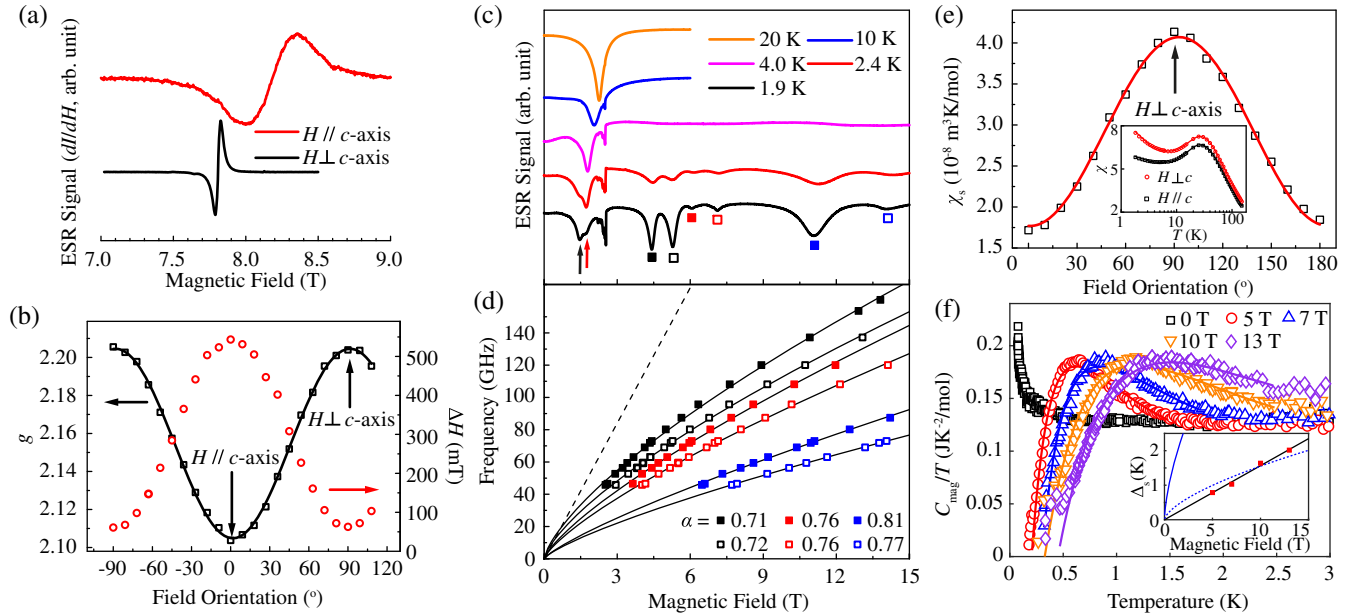 (a)
ESR Signal (dI/dH, arb. unit)
H // c-axis
H⊥c-axis
7.0 7.5 8.0 8.5 9.0
Magnetic Field (T)
(b)
g
2.20
2.18
2.16
2.14
2.12
2.10
H⊥c-axis
H // c-axis
500
400
300
200
100
0
ΔH (mT)
-90 -60 -30 0 30 60 90 120
Field Orientation (°)
(c)
ESR Signal (arb. unit)
20 K 10 K
4.0 K 2.4 K
1.9 K
(d)
Frequency (GHz)
140
120
100
80
60
40
20
0
α = 0.71 0.76 0.81
0.72 0.76 0.77
0 3 6 9 12 15
Magnetic Field (T)
(e)
χs (10-8 m3K/mol)
4.0
3.5
3.0
2.5
2.0
1.5
H⊥c-axis
χ
8
5
2
H⊥c
H // c
1 10 100
T (K)
0 30 60 90 120 150 180
Field Orientation (°)
(f)
Cmag/T (JK-2/mol)
0.2
0.15
0.1
0.05
0
0 T 5 T 7 T
10 T 13 T
Δs(K)
2
1
0
0 5 10 15
Magnetic Field (T)
0 0.5 1 1.5 2 2.5 3
Temperature (K)